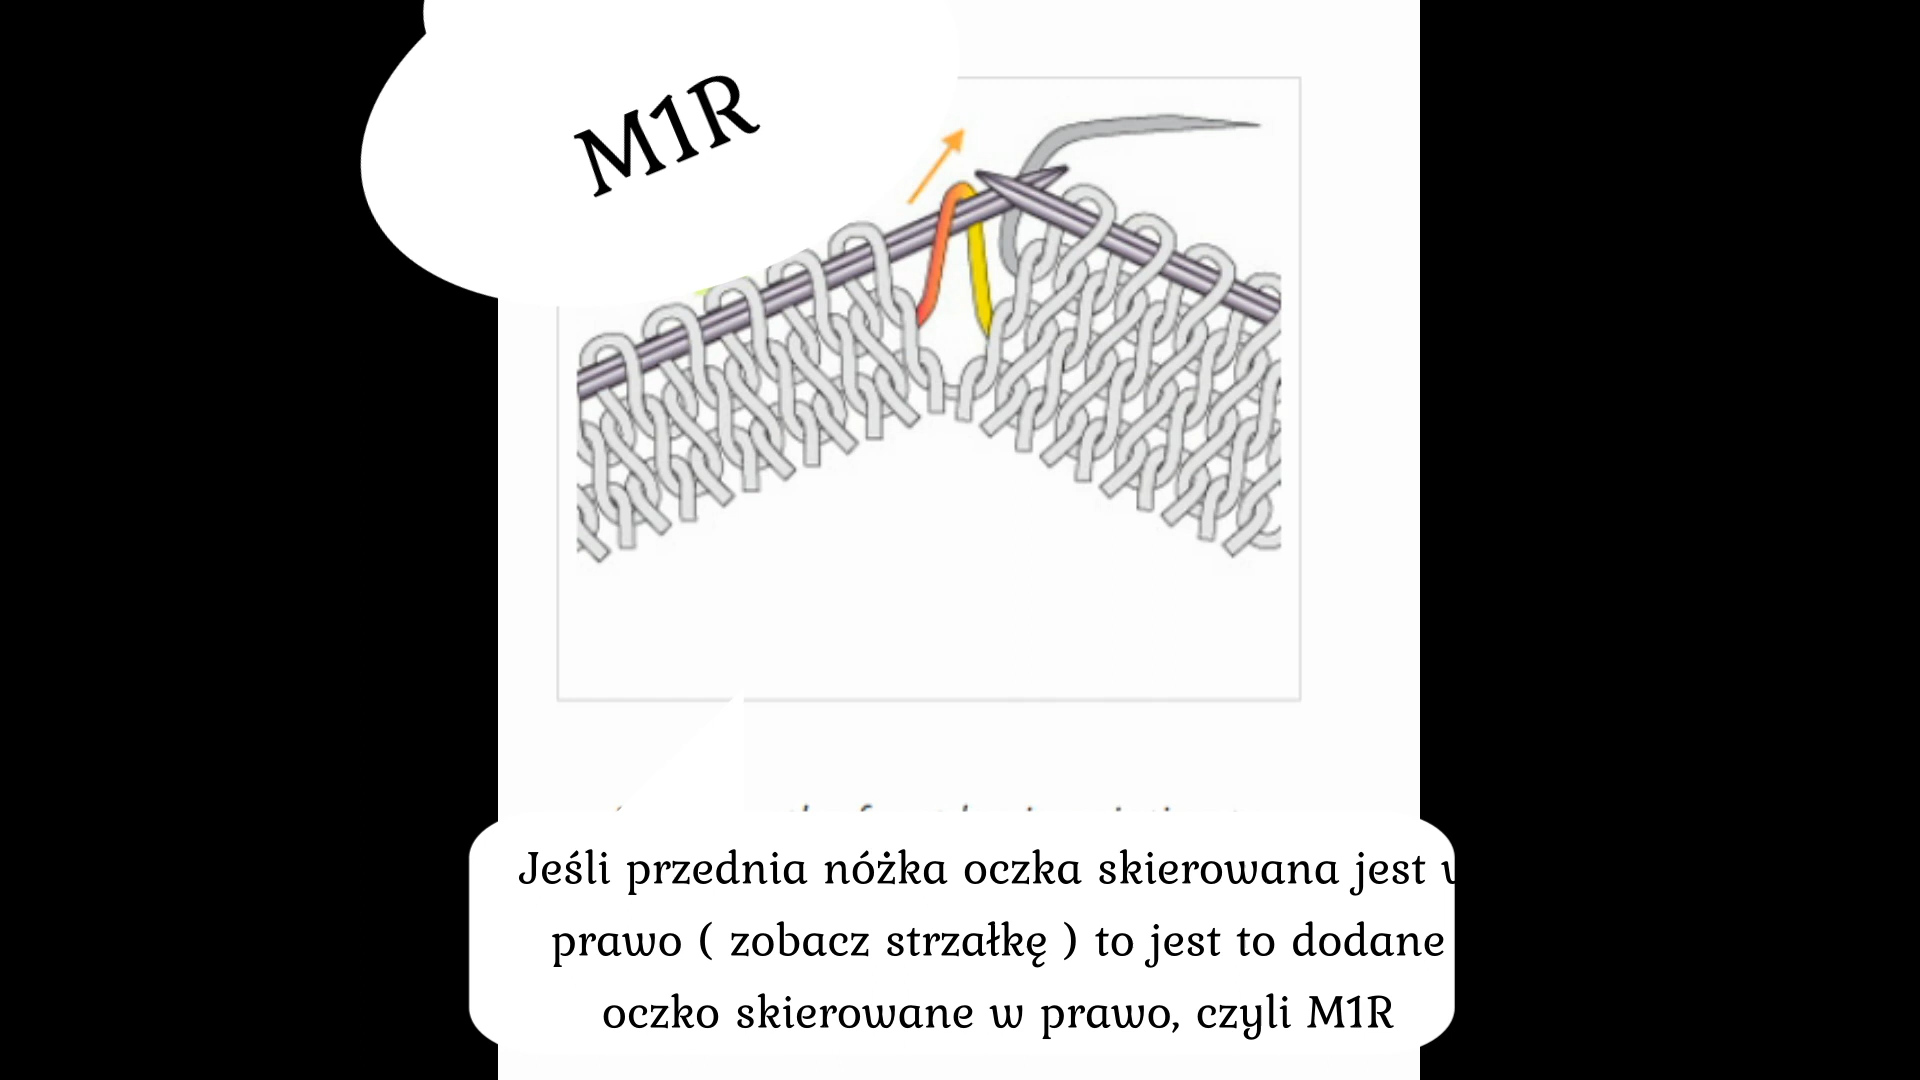 M1R
Jeśli przednia nóżka oczka skierowana jest
prawo ( zobacz strzałkę ) to jest to dodane
oczko skierowane w prawo, czyli M1R